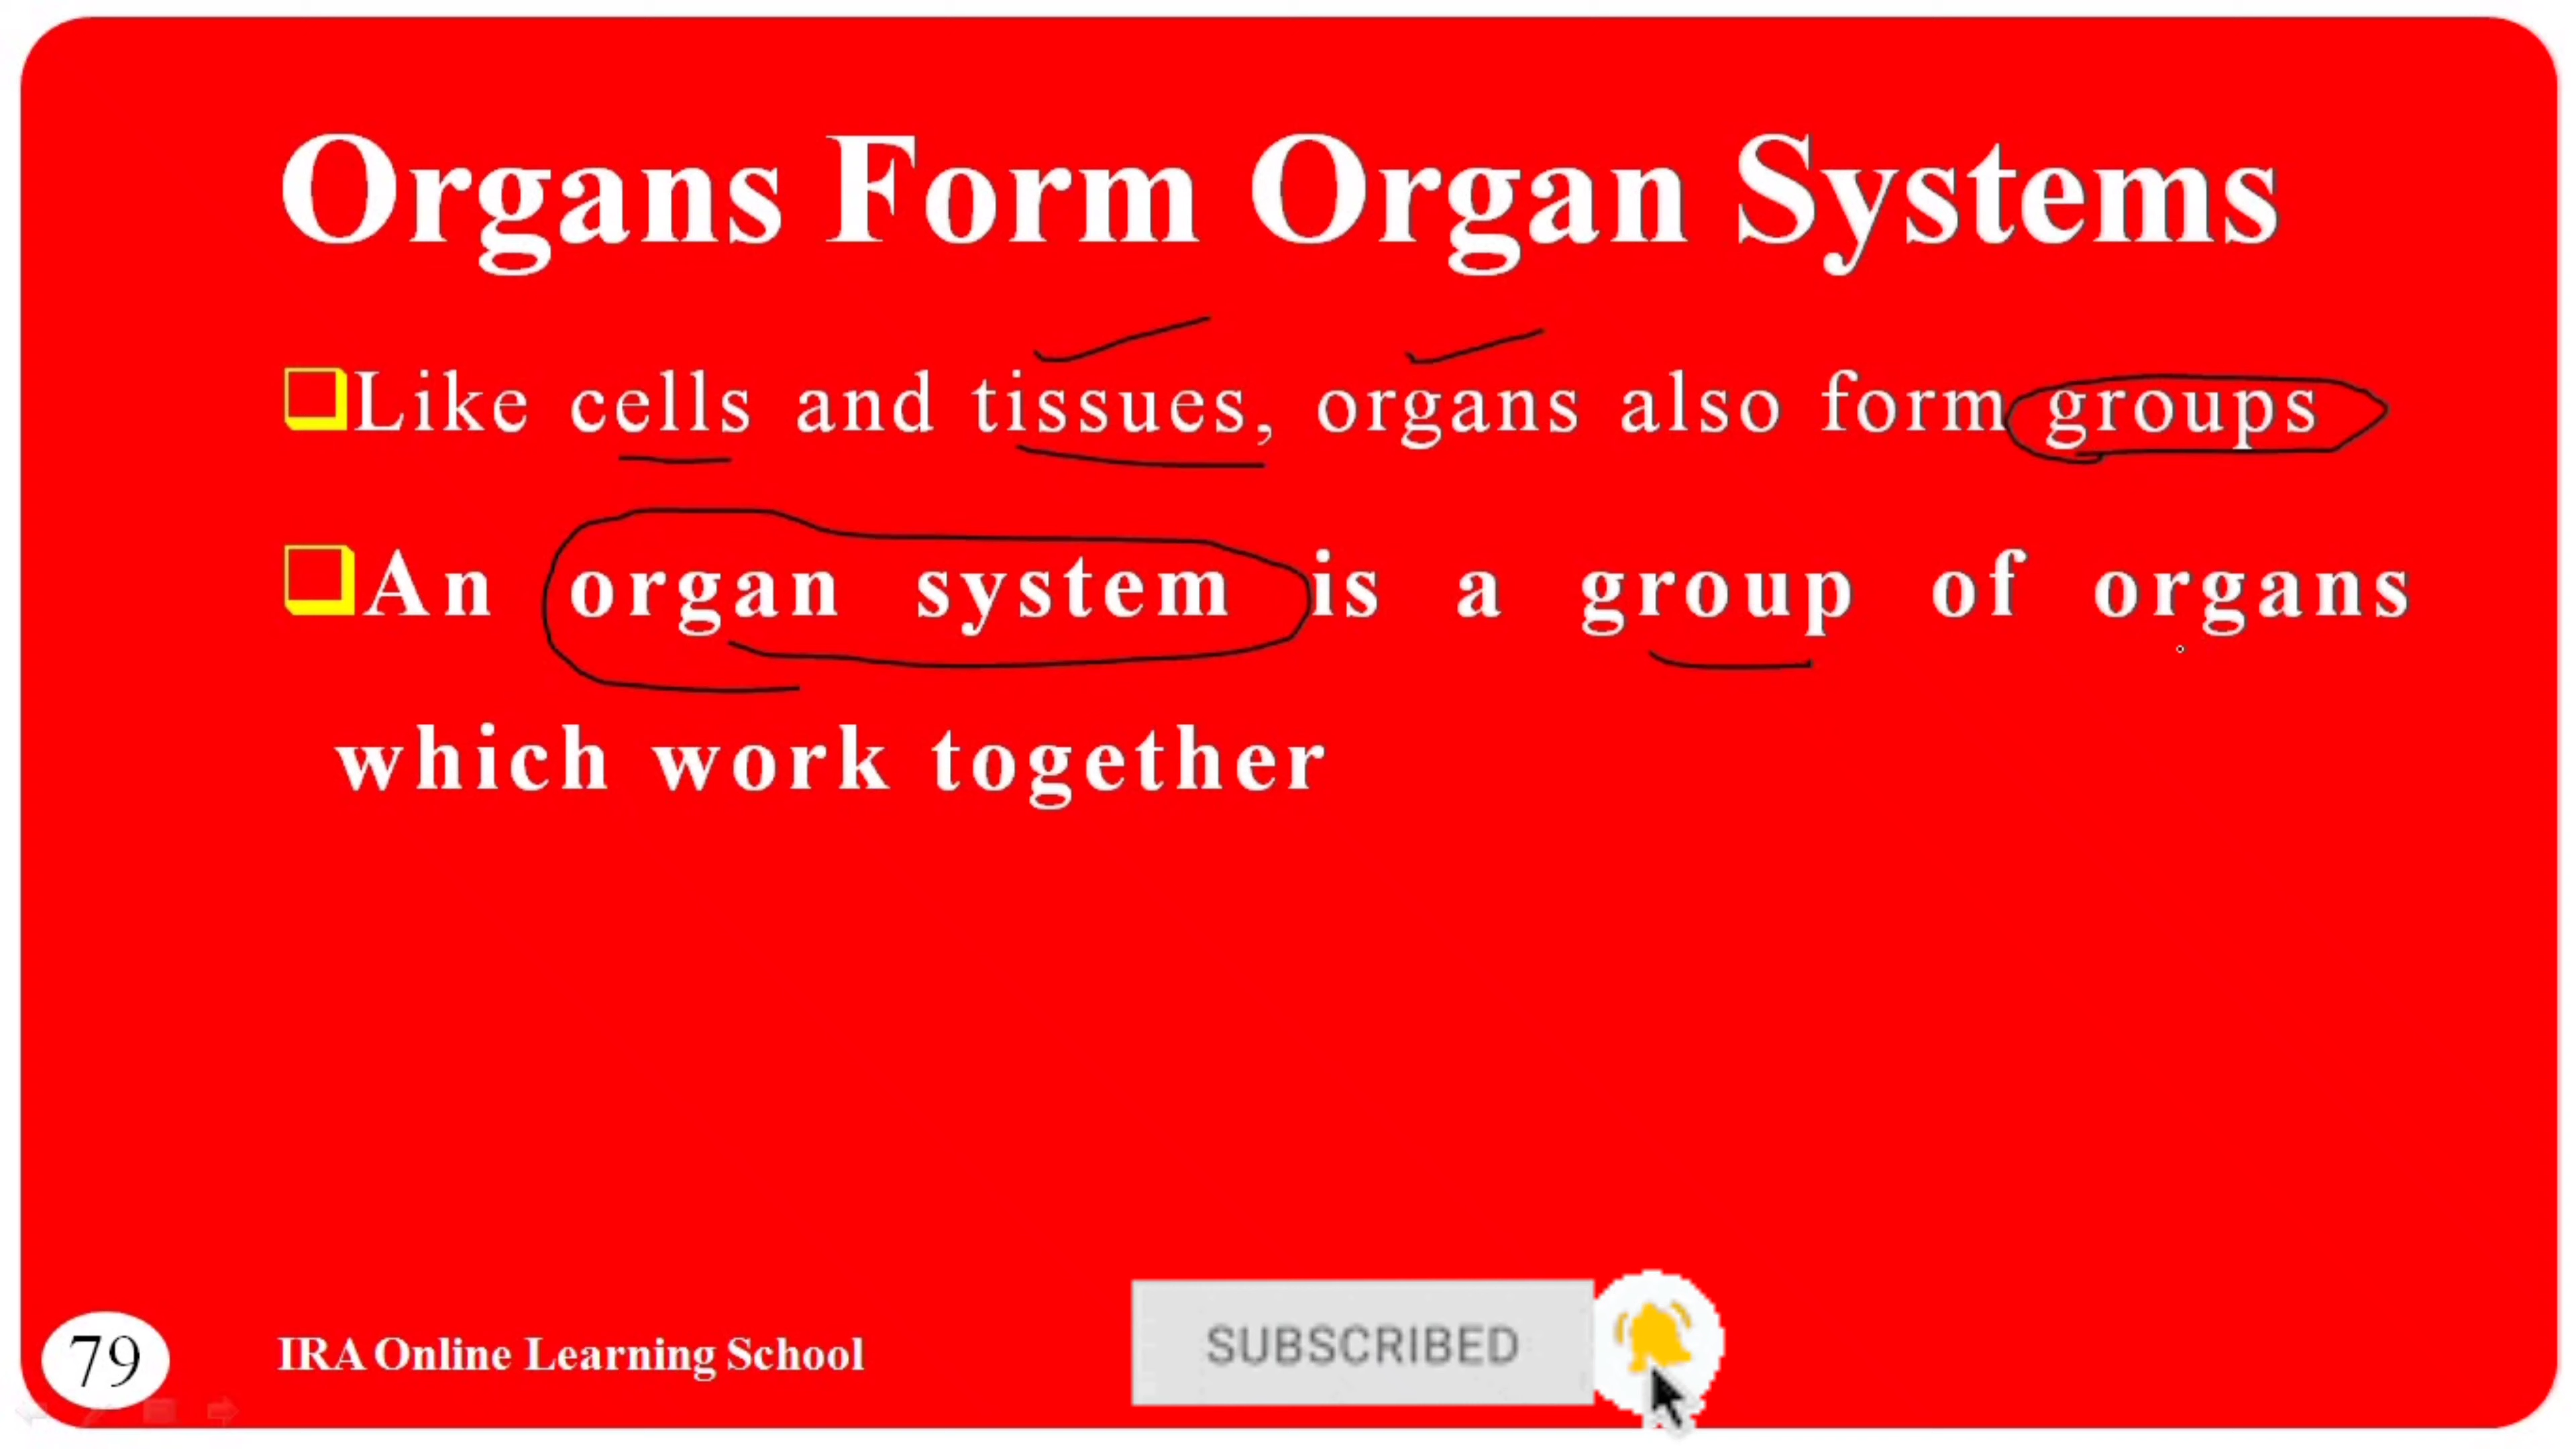 Organs Form Organ Systems
Like cells and tissues, organs also form groups
An organ system is a group of organs
which work together
79
IRA Online Learning School
SUBSCRIBED